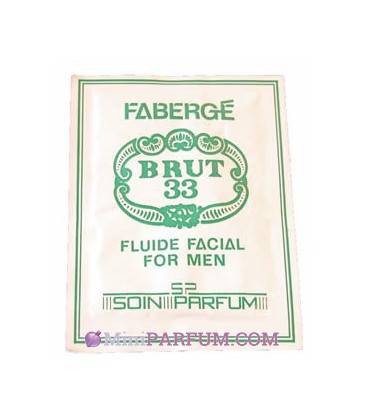 FABERGÉ
BRUT
33
FLUIDE FACIAL
FOR MEN
SP
SOIN PARFUM
MiniPARFUM.COM